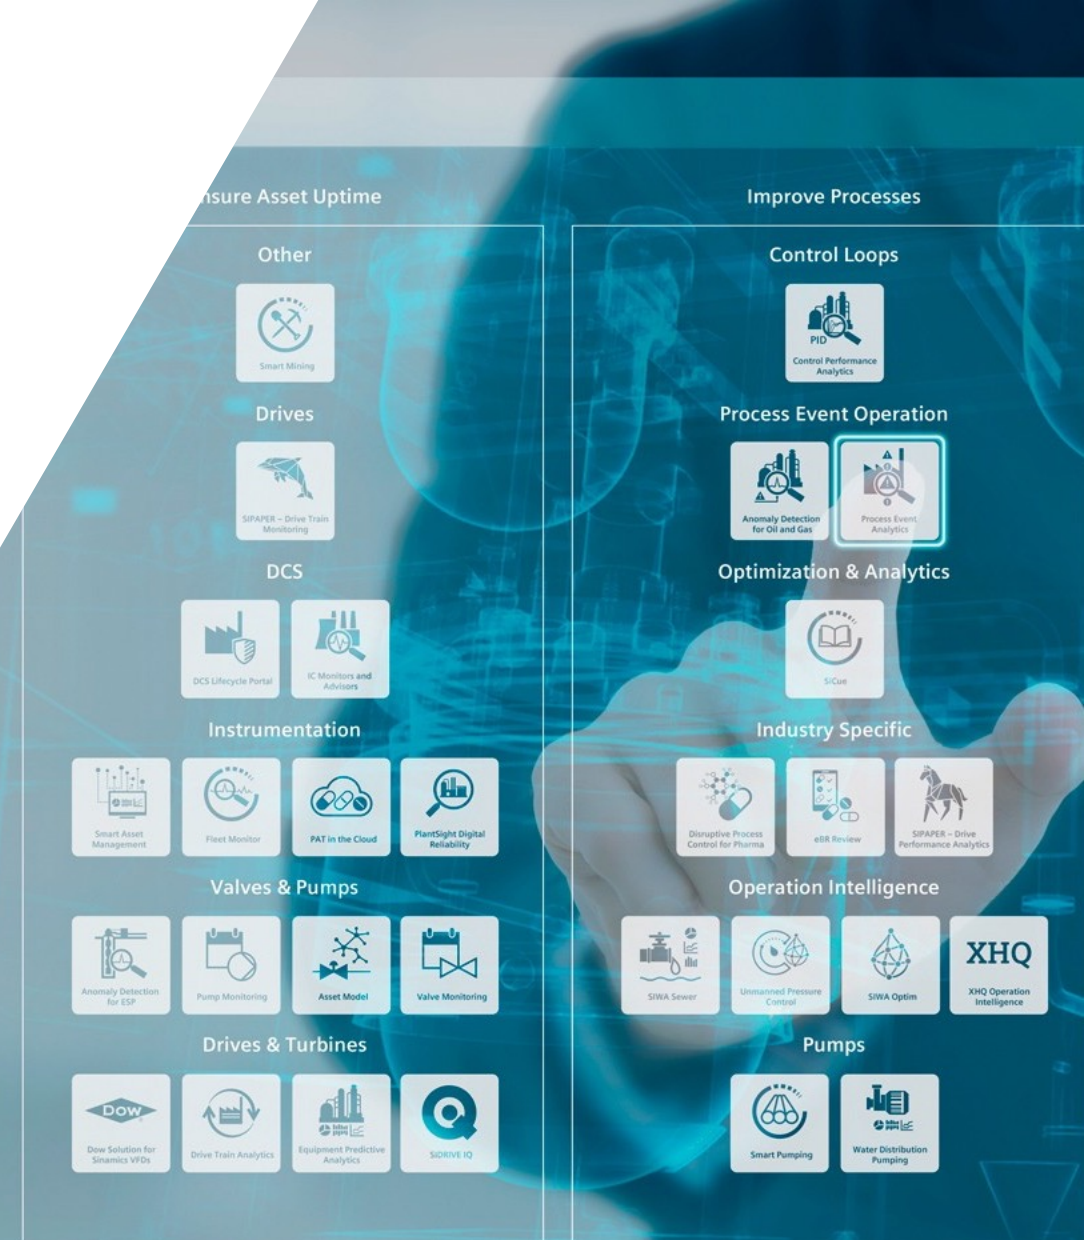 nsure Asset Uptime
Other
Smart Mining
Drives
SIPAPER – Drive Train
Monitoring
DCS
DCS Lifecycle Portal
IC Monitors and
Advisors
Instrumentation
Smart Asset
Management
Fleet Monitor
PAT in the Cloud
PlantSight Digital
Reliability
Valves & Pumps
Anomaly Detection
for ESP
Pump Monitoring
Asset Model
Valve Monitoring
Drives & Turbines
Dow
Dow Solution for
Sinamics VFDs
Drive Train Analytics
Equipment Predictive
Analytics
SIDRIVE IQ
Improve Processes
Control Loops
PID
Control Performance
Analytics
Process Event Operation
Anomaly Detection
for Oil and Gas
Process Event
Analytics
Optimization & Analytics
SiCue
Industry Specific
Disruptive Process
Control for Pharma
eBR Review
SIPAPER – Drive
Performance Analytics
Operation Intelligence
SIWA Sewer
Unmanned Pressure
Control
SIWA Optim
XHQ
XHQ Operation
Intelligence
Pumps
Smart Pumping
Water Distribution
Pumping